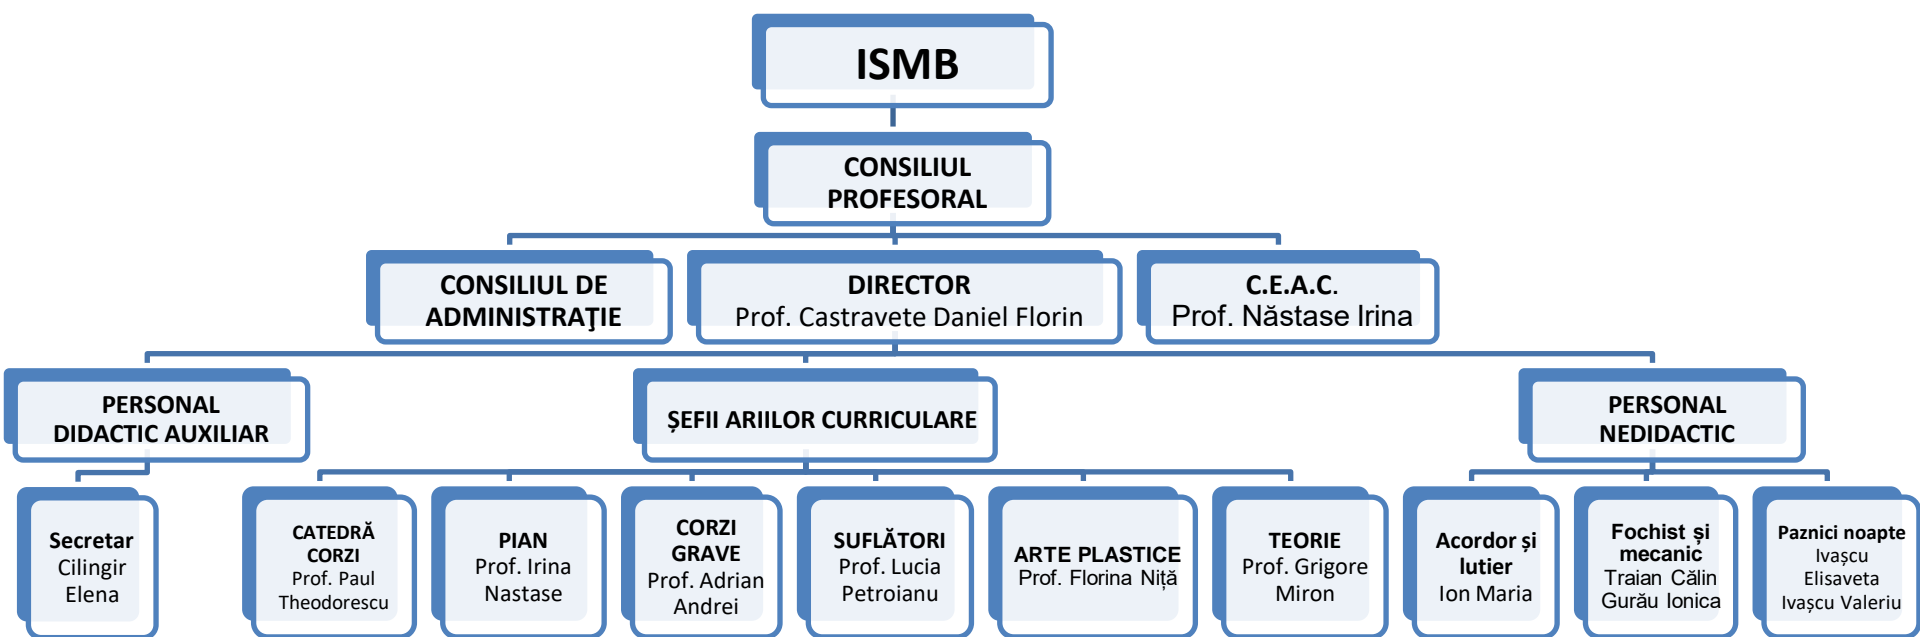 ISMB
CONSILIUL
PROFESORAL
CONSILIUL DE
ADMINISTRAŢIE
DIRECTOR
Prof. Castravete Daniel Florin
C.E.A.C.
Prof. Năstase Irina
PERSONAL
DIDACTIC AUXILIAR
ȘEFII ARIILOR CURRICULARE
PERSONAL
NEDIDACTIC
Secretar
Cilingir
Elena
CATEDRĂ
CORZI
Prof. Paul
Theodorescu
PIAN
Prof. Irina
Nastase
CORZI
GRAVE
Prof. Adrian
Andrei
SUFLĂTORI
Prof. Lucia
Petroianu
ARTE PLASTICE
Prof. Florina Niță
TEORIE
Prof. Grigore
Miron
Acordor și
lutier
Ion Maria
Fochist și
mecanic
Traian Călin
Gurău Ionica
Paznici noapte
Ivașcu
Elisaveta
Ivașcu Valeriu